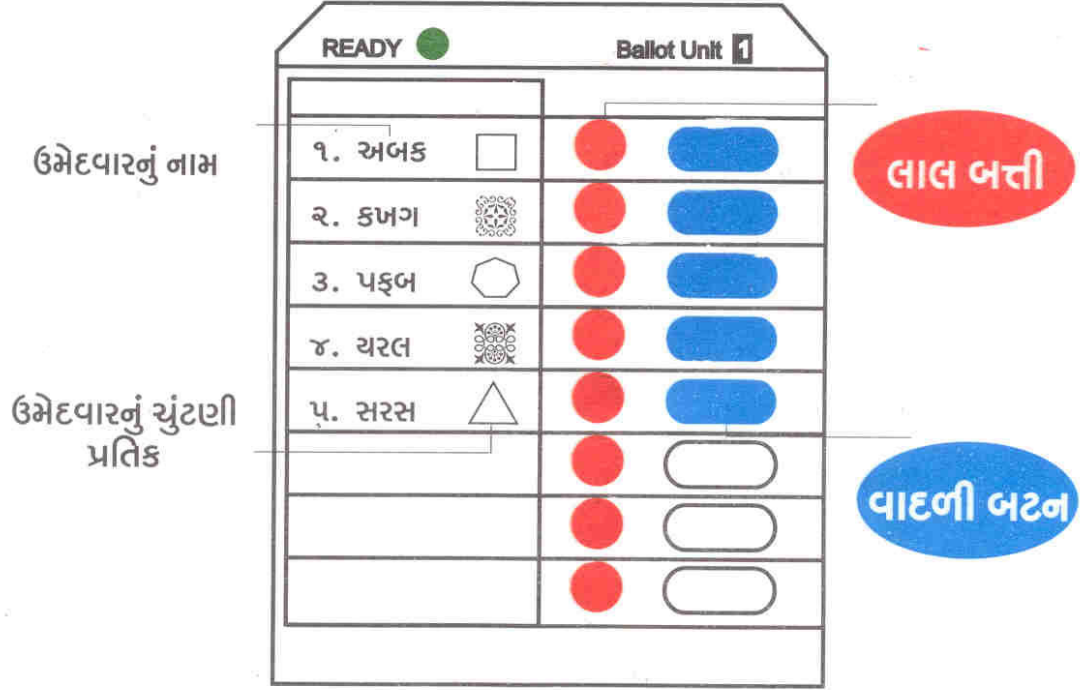 READY Ballot Unit 1
ઉમેદવારનું નામ
૧. અબક
લાલ બત્તી
૨. કખગ
૩. પફબ
૪. યરલ
ઉમેદવારનું ચુંટણી
પ્રતિક
૫. સરસ
વાદળી બટન